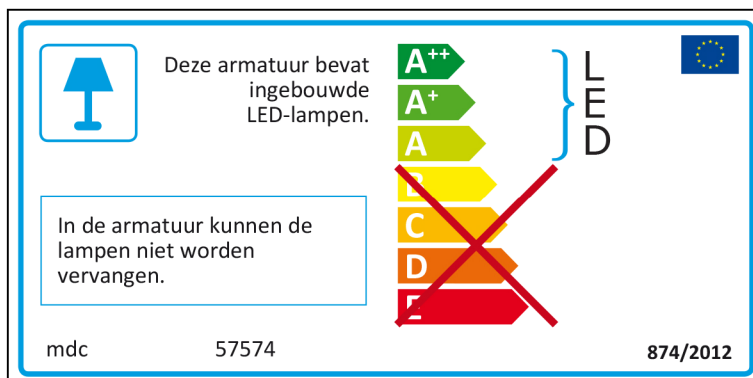 Deze armatuur bevat
ingebouwde
LED-lampen.
A++
A+
A
B
C
D
E
L
E
D
In de armatuur kunnen de
lampen niet worden
vervangen.
mdc 57574
874/2012